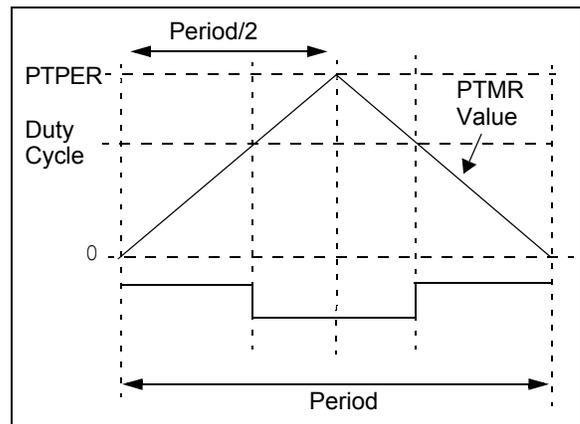 Period/2
PTPER
PTMR
Value
Duty
Cycle
0
Period